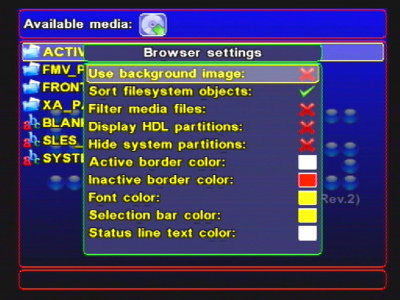 Available media:
Browser settings
ACTIV
FMV_P
FRONT
XA_PA
BLAN
SLES_
SYSTE
Use background image:
Sort filesystem objects:
Filter media files:
Display HDL partitions:
Hide system partitions:
Active border color:
Inactive border color:
Font color:
Selection bar color:
Status line text color:
Rev.2)